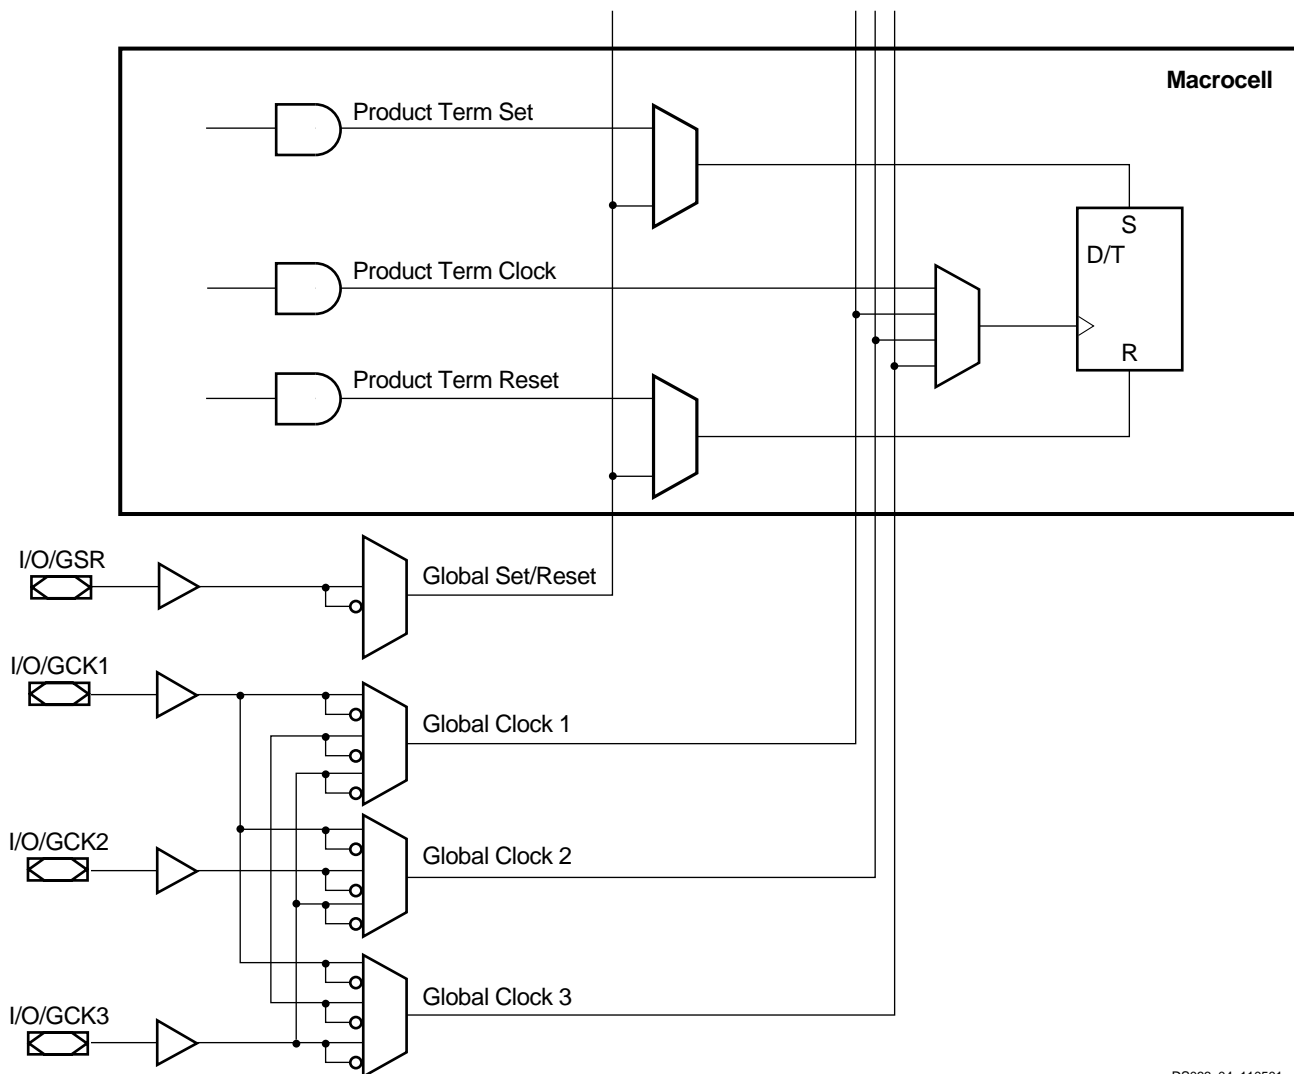 Macrocell
Product Term Set
S
D/T
Product Term Clock
R
Product Term Reset
I/O/GSR
Global Set/Reset
I/O/GCK1
Global Clock 1
I/O/GCK2
Global Clock 2
I/O/GCK3
Global Clock 3